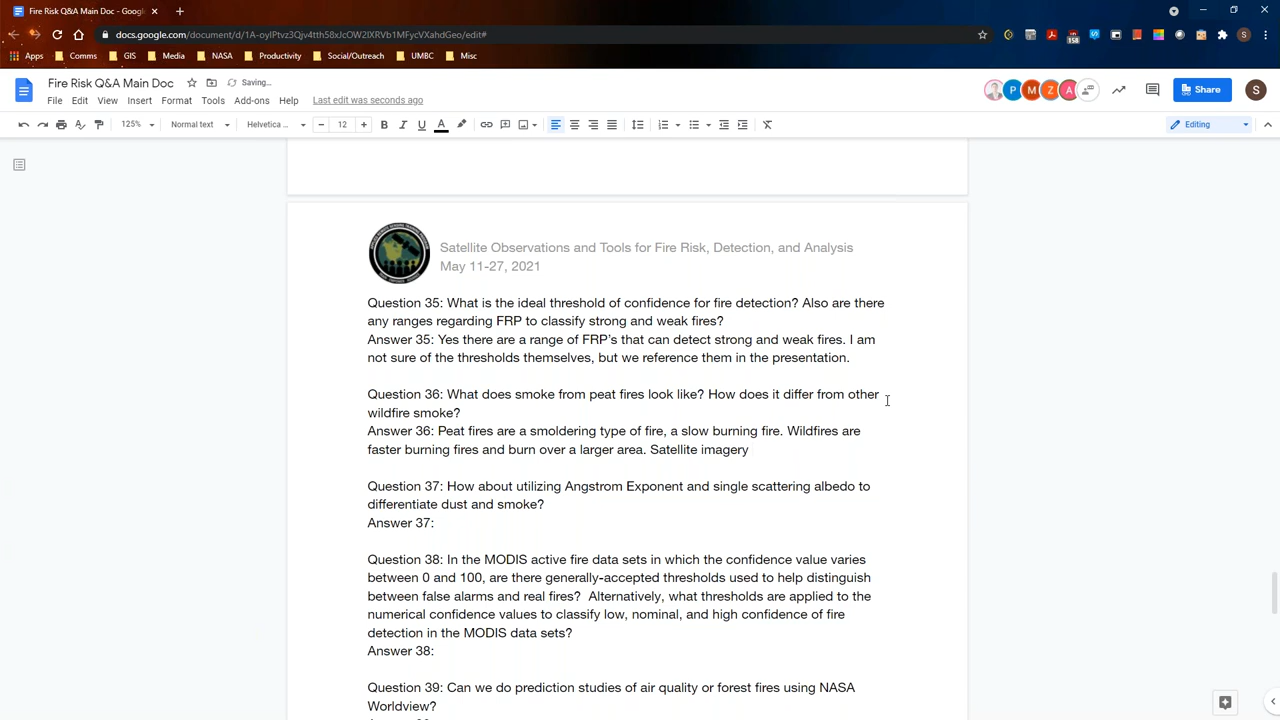 Fire Risk Q&A Main Doc - Googl
docs.google.com/document/d/1A-oyIPtvz3Qjv4tth58xJcOW2IXRVb1MFycVXahdGeo/edit#
158
S
Apps Comms GIS Media NASA Productivity Social/Outreach UMBC Misc
Fire Risk Q&A Main Doc
Saving...
File Edit View Insert Format Tools Add-ons Help Last edit was seconds ago
P M Z A
Share
S
125% Normal text Helvetica ... 12 B I U A
Editing
Satellite Observations and Tools for Fire Risk, Detection, and Analysis
May 11-27, 2021
Question 35: What is the ideal threshold of confidence for fire detection? Also are there
any ranges regarding FRP to classify strong and weak fires?
Answer 35: Yes there are a range of FRP's that can detect strong and weak fires. I am
not sure of the thresholds themselves, but we reference them in the presentation.
Question 36: What does smoke from peat fires look like? How does it differ from other
wildfire smoke?
Answer 36: Peat fires are a smoldering type of fire, a slow burning fire. Wildfires are
faster burning fires and burn over a larger area. Satellite imagery
Question 37: How about utilizing Angstrom Exponent and single scattering albedo to
differentiate dust and smoke?
Answer 37:
Question 38: In the MODIS active fire data sets in which the confidence value varies
between 0 and 100, are there generally-accepted thresholds used to help distinguish
between false alarms and real fires?  Alternatively, what thresholds are applied to the
numerical confidence values to classify low, nominal, and high confidence of fire
detection in the MODIS data sets?
Answer 38:
Question 39: Can we do prediction studies of air quality or forest fires using NASA
Worldview?